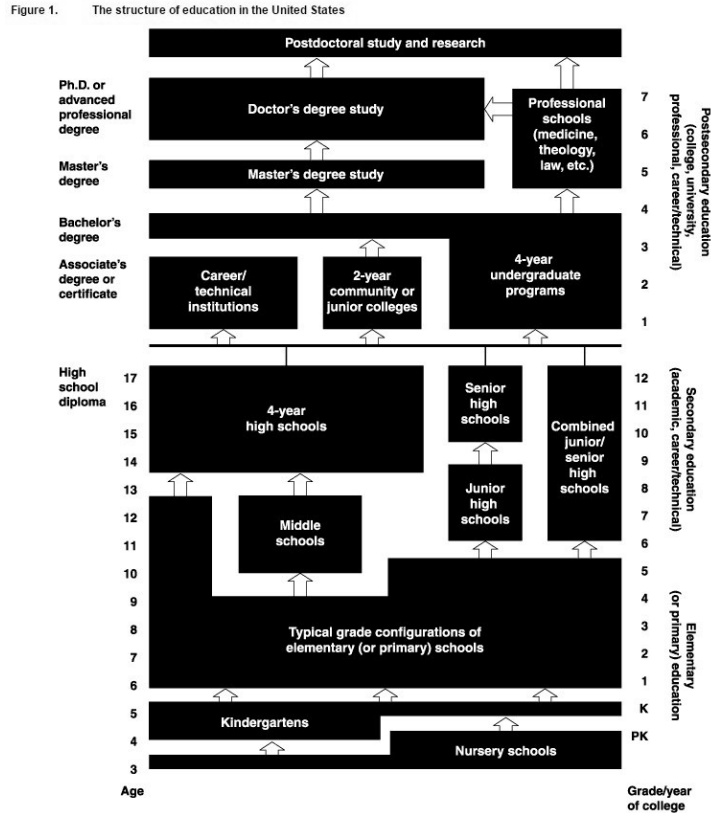 Figure 1. The structure of education in the United States
Postdoctoral study and research
Ph.D. or
advanced
professional
degree
Doctor's degree study
Professional
schools
(medicine,
theology,
law, etc.)
7
6
Master's
degree
Master's degree study
5
4
Bachelor's
degree
3
Associate's
degree or
certificate
Career/
technical
institutions
2-year
community or
junior colleges
4-year
undergraduate
programs
2
1
Postsecondary education
(college, university,
professional, career/technical)
High
school
diploma
17
16
15
14
13
12
11
10
9
8
7
6
5
4
3
Age
4-year
high schools
Senior
high
schools
Combined
junior/
senior
high
schools
Middle
schools
Junior
high
schools
Typical grade configurations of
elementary (or primary) schools
Kindergartens
Nursery schools
12
11
10
9
8
7
6
5
4
3
2
1
K
PK
Grade/year
of college
Secondary education
(academic, career/technical)
Elementary
(or primary) education